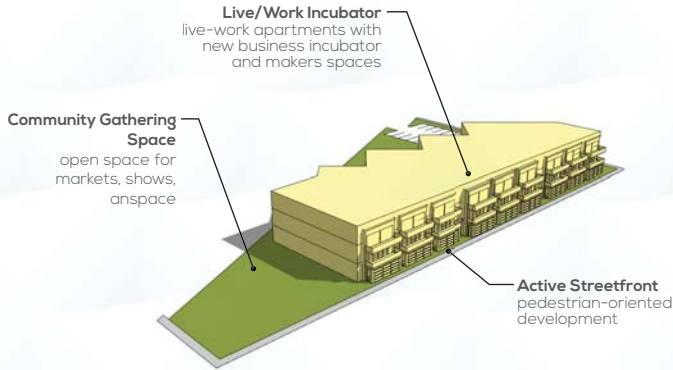 Live/Work Incubator
live-work apartments with
new business incubator
and makers spaces
Community Gathering
Space
open space for
markets, shows,
anspace
Active Streetfront
pedestrian-oriented
development